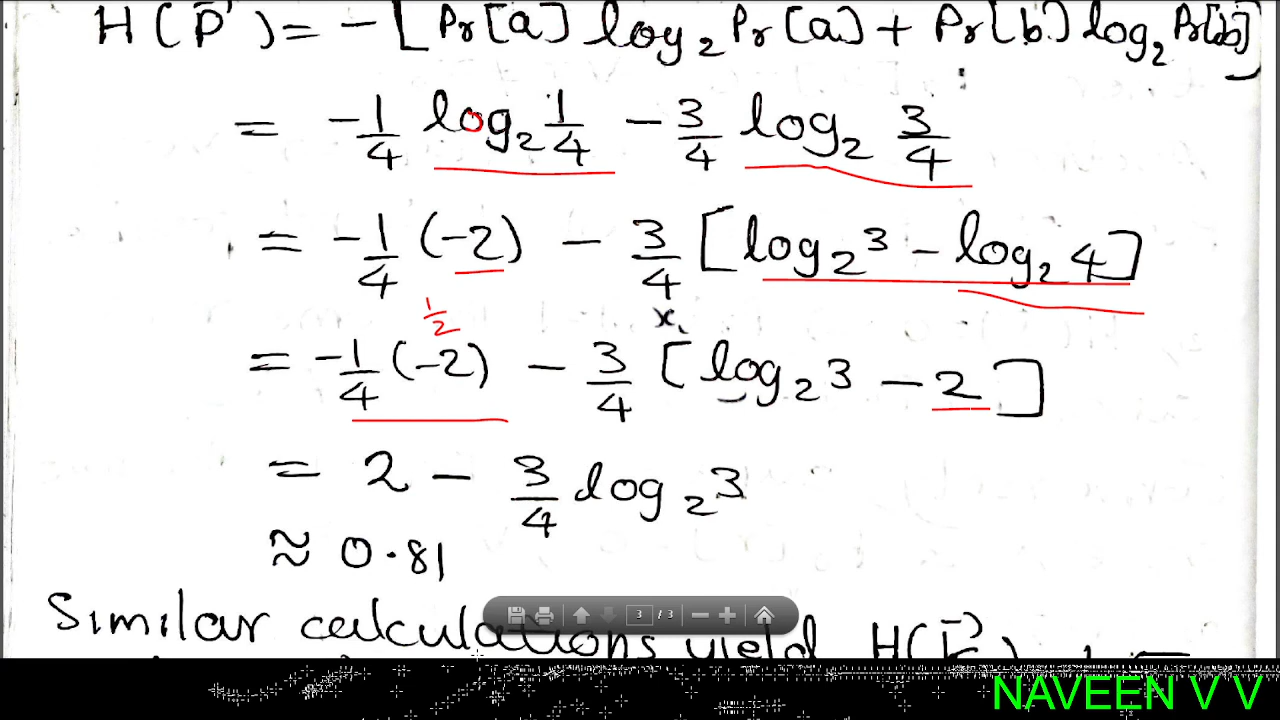 H(P) = -[Pr[a] log₂ Pr[a] + Pr[b] log₂ Pr[b]]
= -1/4 log₂ 1/4 - 3/4 log₂ 3/4
= -1/4 (-2) - 3/4 [log₂ 3 - log₂ 4]
1/2 x
= -1/4 (-2) - 3/4 [log₂ 3 - 2]
= 2 - 3/4 log₂ 3
≈ 0.81
3 / 3
Similar calculations yield H(
NAVEEN V V